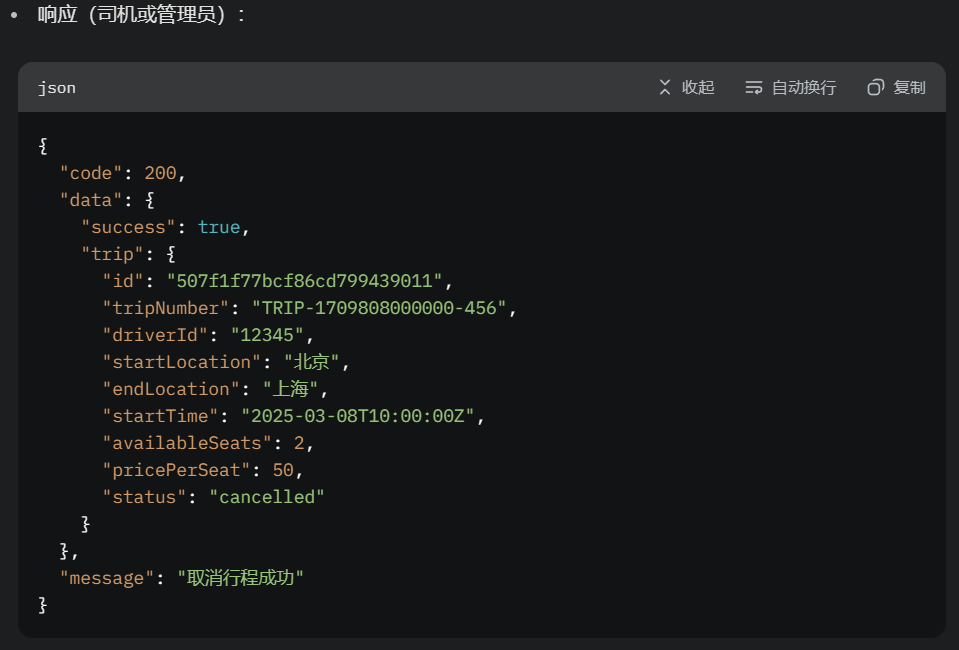 • 响应（司机或管理员）：
json 收起 自动换行 复制
{
  "code": 200,
  "data": {
    "success": true,
    "trip": {
      "id": "507f1f77bcf86cd799439011",
      "tripNumber": "TRIP-1709808000000-456",
      "driverId": "12345",
      "startLocation": "北京",
      "endLocation": "上海",
      "startTime": "2025-03-08T10:00:00Z",
      "availableSeats": 2,
      "pricePerSeat": 50,
      "status": "cancelled"
    }
  },
  "message": "取消行程成功"
}